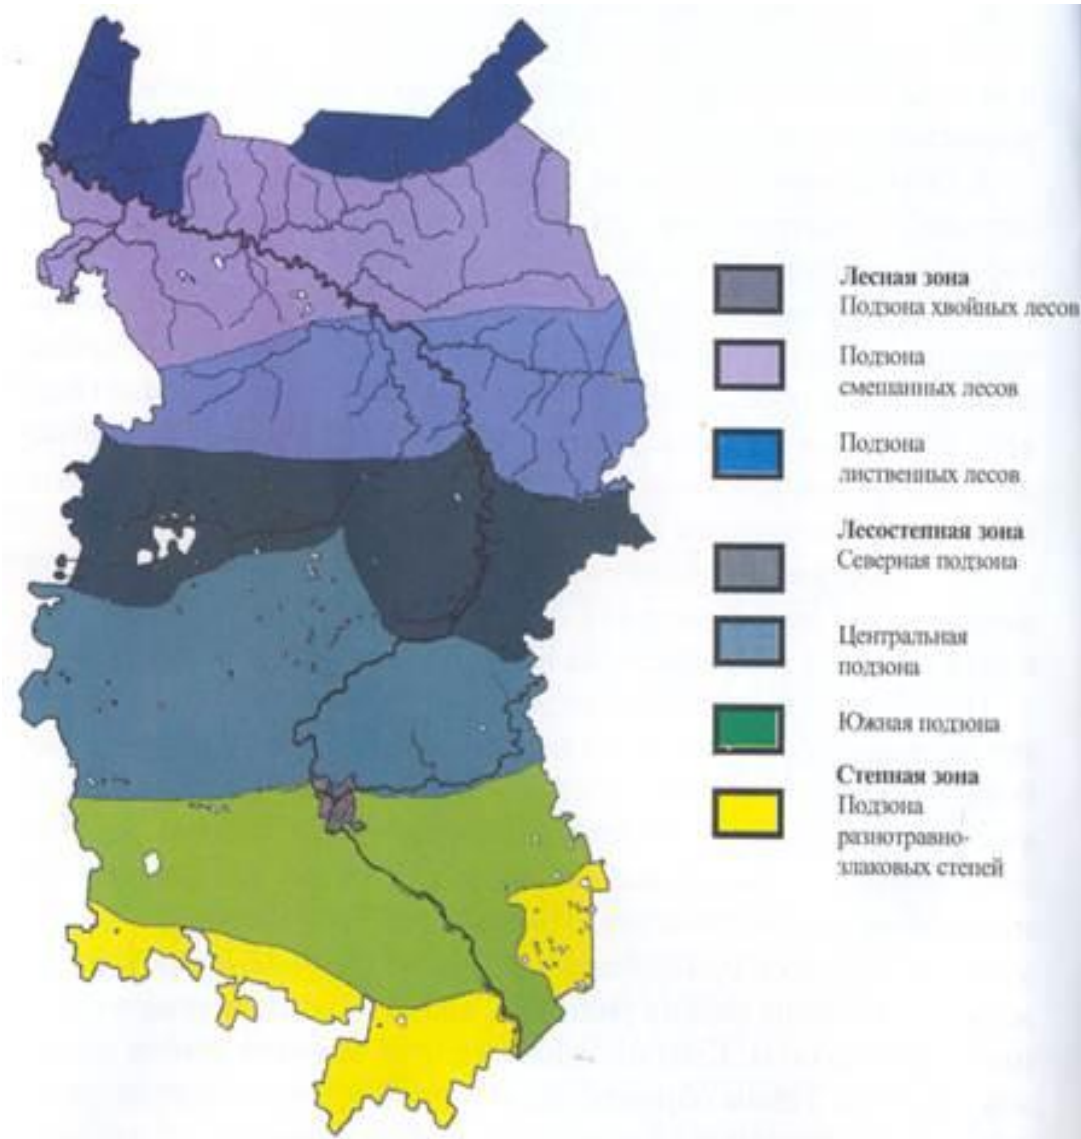 Лесная зона
Подзона хвойных лесов
Подзона
смешанных лесов
Подзона
лиственных лесов
Лесостепная зона
Северная подзона
Центральная
подзона
Южная подзона
Степная зона
Подзона
разнотравно-
злаковых степей